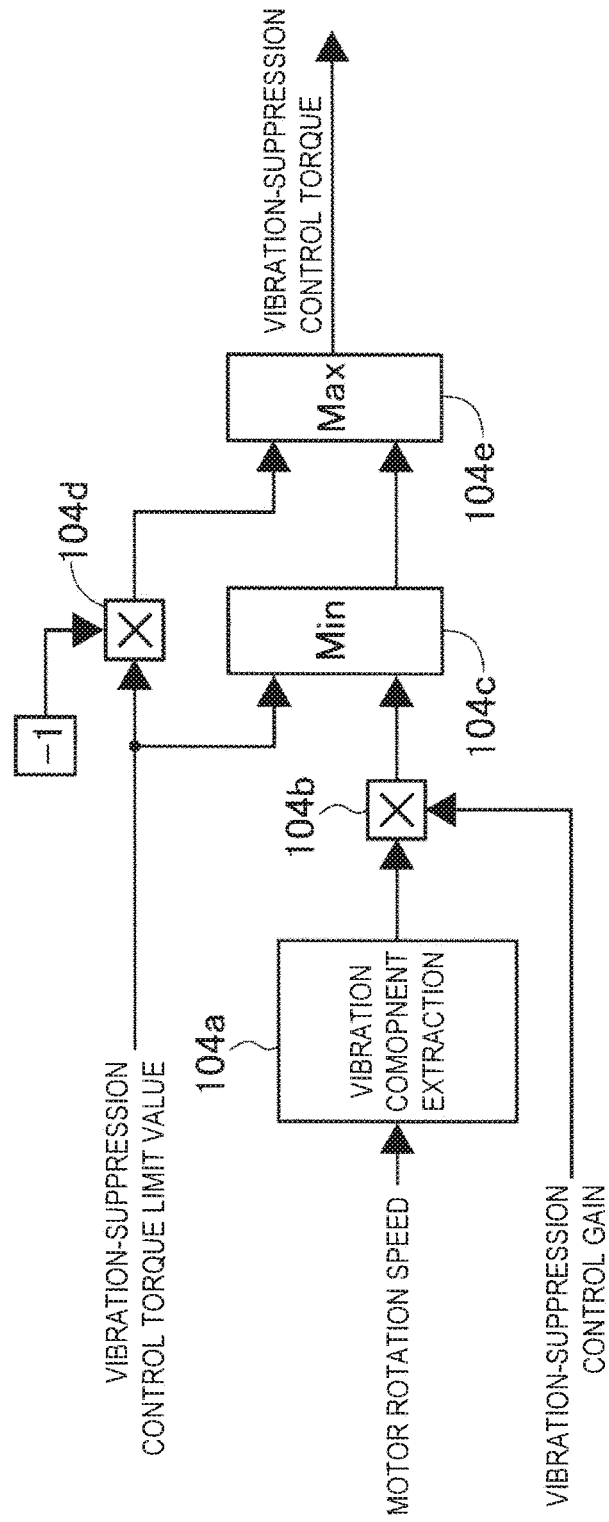 VIBRATION-SUPPRESSION
CONTROL TORQUE LIMIT VALUE
-1
104d
VIBRATION-SUPPRESSION
CONTROL TORQUE
MOTOR ROTATION SPEED
104a
VIBRATION
COMOPNENT
EXTRACTION
104b
Min
104c
Max
104e
VIBRATION-SUPPRESSION
CONTROL GAIN